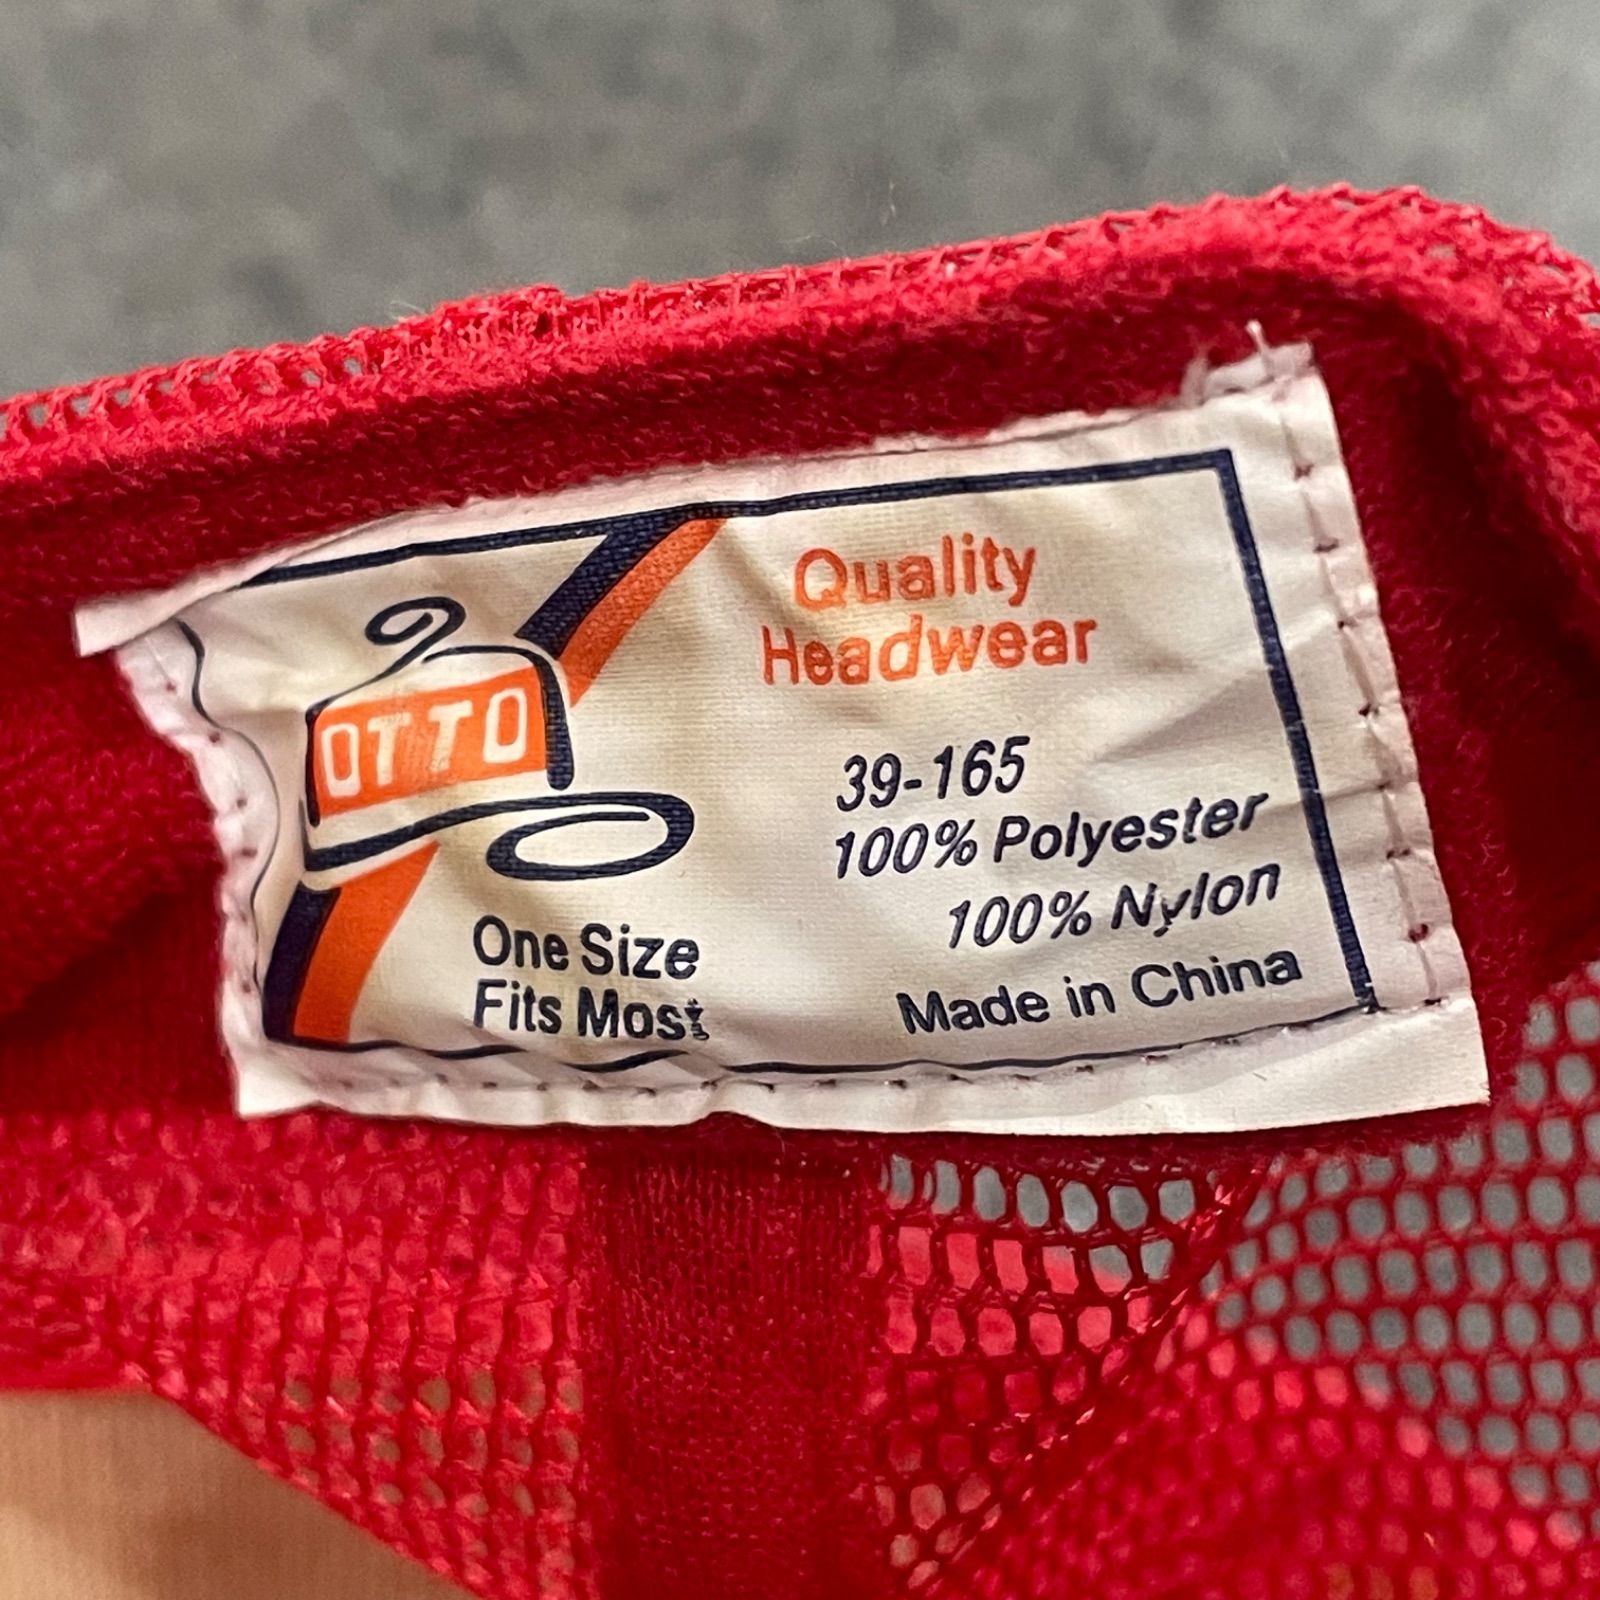 OTTO
One Size
Fits Most
Quality
Headwear
39-165
100% Polyester
100% Nylon
Made in China